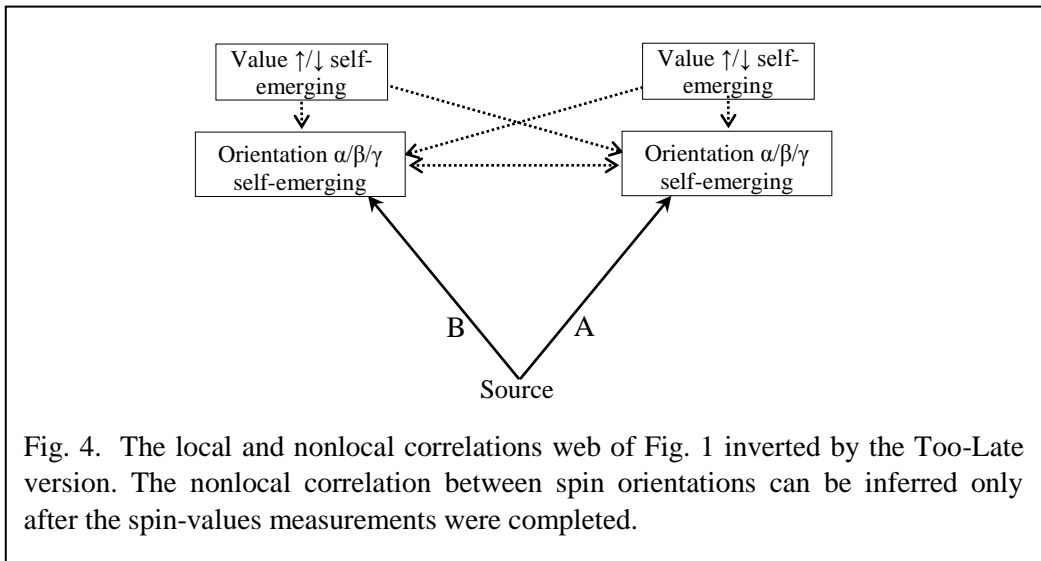 Value ↑/↓ self-
emerging
Value ↑/↓ self-
emerging
Orientation α/β/γ
self-emerging
Orientation α/β/γ
self-emerging
B
A
Source
Fig. 4. The local and nonlocal correlations web of Fig. 1 inverted by the Too-Late
version. The nonlocal correlation between spin orientations can be inferred only
after the spin-values measurements were completed.